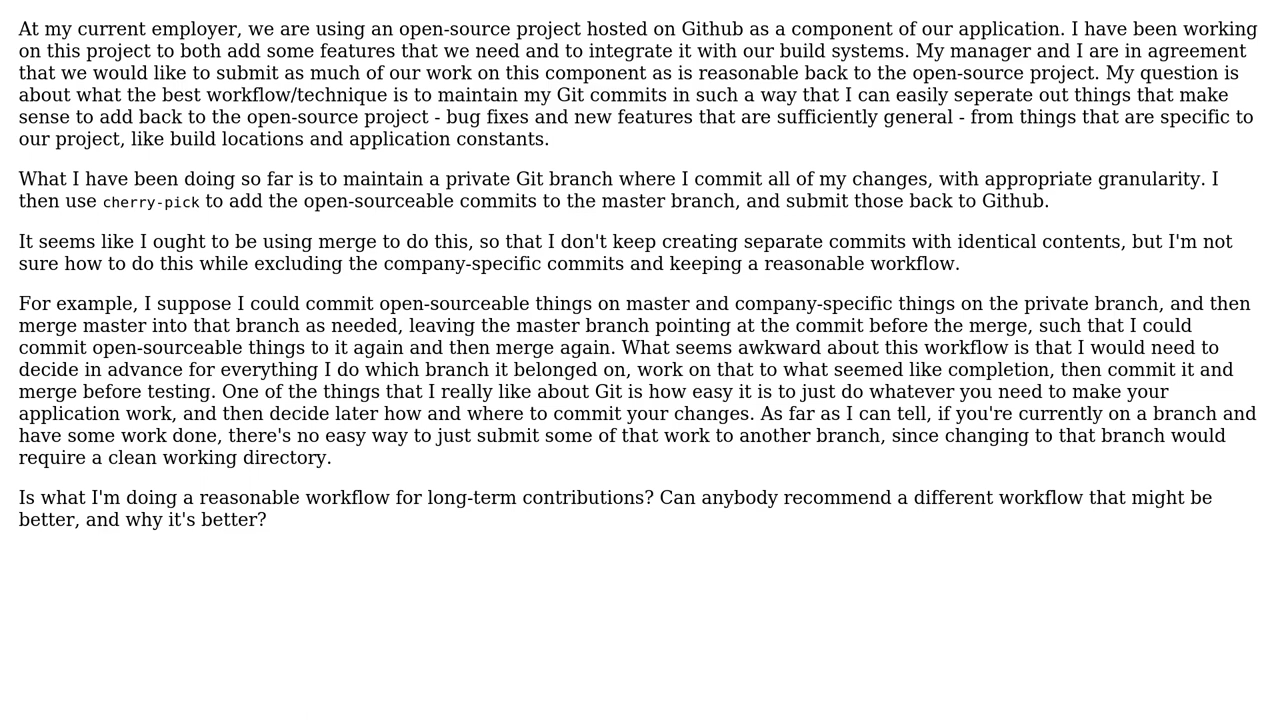 At my current employer, we are using an open-source project hosted on Github as a component of our application. I have been working
on this project to both add some features that we need and to integrate it with our build systems. My manager and I are in agreement
that we would like to submit as much of our work on this component as is reasonable back to the open-source project. My question is
about what the best workflow/technique is to maintain my Git commits in such a way that I can easily seperate out things that make
sense to add back to the open-source project - bug fixes and new features that are sufficiently general - from things that are specific to
our project, like build locations and application constants.
What I have been doing so far is to maintain a private Git branch where I commit all of my changes, with appropriate granularity. I
then use cherry-pick to add the open-sourceable commits to the master branch, and submit those back to Github.
It seems like I ought to be using merge to do this, so that I don't keep creating separate commits with identical contents, but I'm not
sure how to do this while excluding the company-specific commits and keeping a reasonable workflow.
For example, I suppose I could commit open-sourceable things on master and company-specific things on the private branch, and then
merge master into that branch as needed, leaving the master branch pointing at the commit before the merge, such that I could
commit open-sourceable things to it again and then merge again. What seems awkward about this workflow is that I would need to
decide in advance for everything I do which branch it belonged on, work on that to what seemed like completion, then commit it and
merge before testing. One of the things that I really like about Git is how easy it is to just do whatever you need to make your
application work, and then decide later how and where to commit your changes. As far as I can tell, if you're currently on a branch and
have some work done, there's no easy way to just submit some of that work to another branch, since changing to that branch would
require a clean working directory.
Is what I'm doing a reasonable workflow for long-term contributions? Can anybody recommend a different workflow that might be
better, and why it's better?